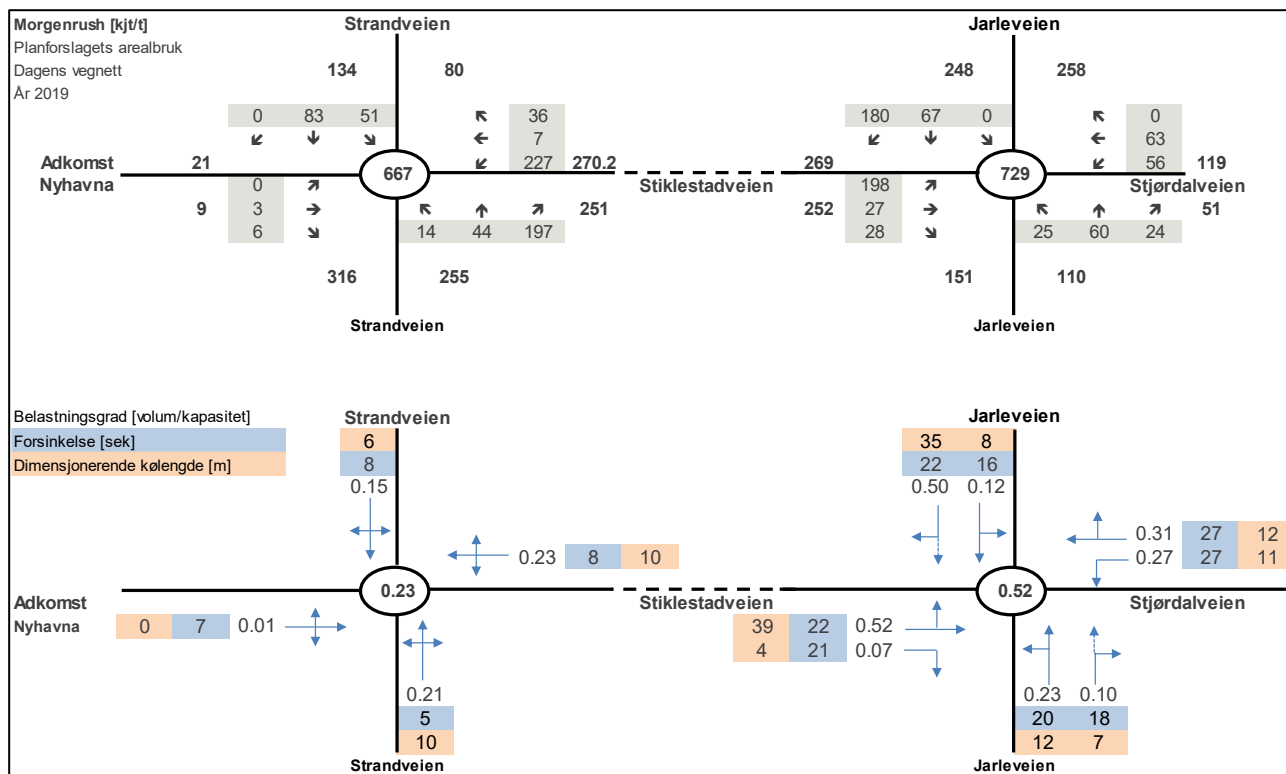 Morgenrush [kjt/t]
Planforslagets arealbruk
Dagens vegnett
År 2019
Strandveien
134 80
0 83 51
36
7
227
270.2
Adkomst
Nyhavna
21
9
667
0
3
6
14 44 197
251
316 255
Strandveien
Stiklestadveien
Jarleveien
248 258
180 67 0
0
63
56
119
269
252
729
Stjørdalveien
198
27
28
25 60 24
51
151 110
Jarleveien
Belastningsgrad [volum/kapasitet]
Forsinkelse [sek]
Dimensjonerende kølengde [m]
Strandveien
6
8
0.15
0.23 8 10
0.23
Adkomst
Nyhavna
0 7 0.01
0.21
5
10
Strandveien
Stiklestadveien
Jarleveien
35 8
22 16
0.50 0.12
0.31 27 12
0.27 27 11
0.52
Stjørdalveien
39 22 0.52
4 21 0.07
0.23 0.10
20 18
12 7
Jarleveien